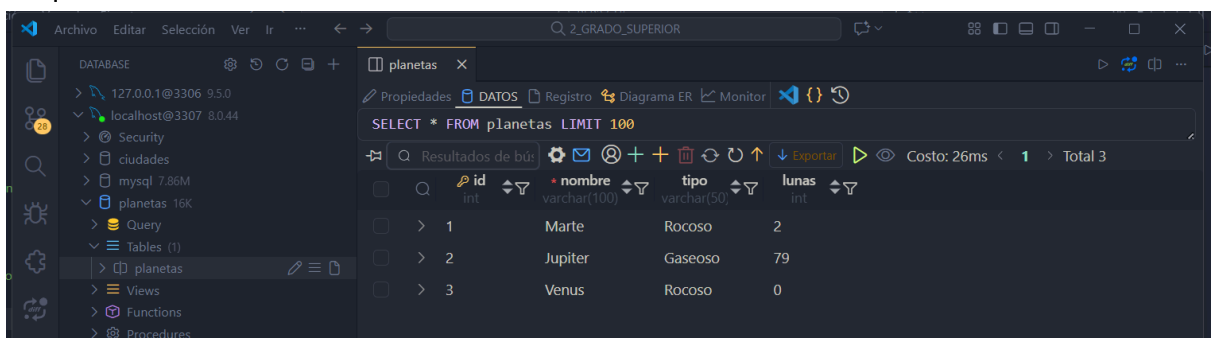 Archivo Editar Selección Ver Ir ··· 2_GRADO_SUPERIOR
DATABASE
planetas
127.0.0.1@3306 9.5.0
Propiedades DATOS Registro Diagrama ER Monitor { }
localhost@3307 8.0.44
SELECT * FROM planetas LIMIT 100
28
Security
ciudades
Resultados de bús Exportar Costo: 26ms 1 Total 3
mysql 7.86M
id * nombre tipo lunas
int varchar(100) varchar(50) int
planetas 16K
Query
1 Marte Rocoso 2
Tables (1)
2 Jupiter Gaseoso 79
planetas
3 Venus Rocoso 0
Views
Functions
Procedures